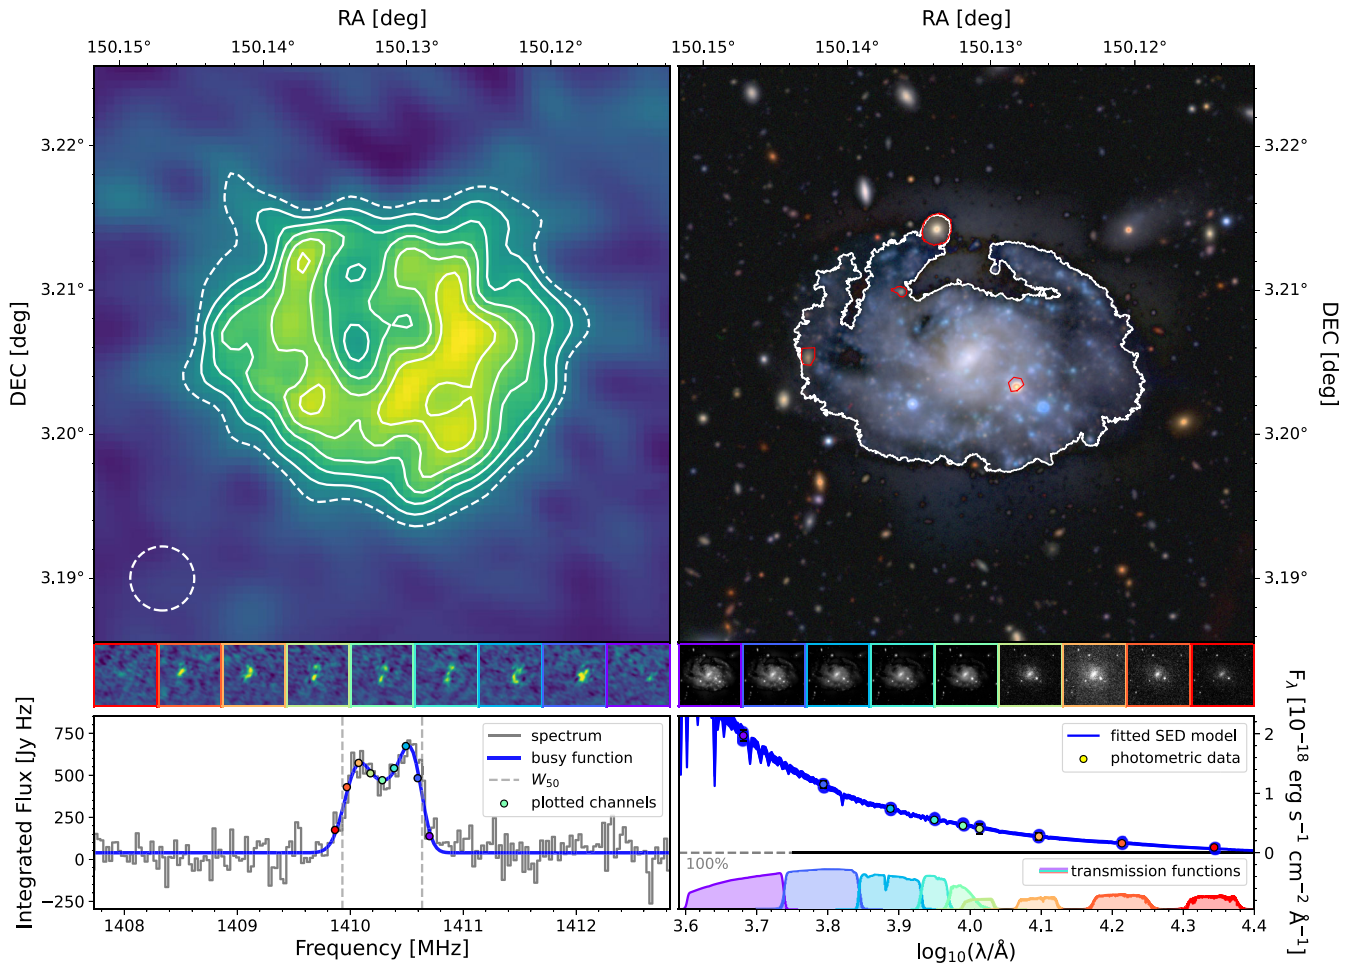 RA [deg]
RA [deg]
150.15° 150.14° 150.13° 150.12°
150.15° 150.14° 150.13° 150.12°
3.22°
3.21°
3.20°
3.19°
DEC [deg]
3.22°
3.21°
3.20°
3.19°
DEC [deg]
Integrated Flux [Jy Hz]
750
500
250
0
−250
spectrum
busy function
W₅₀
plotted channels
1408 1409 1410 1411 1412
Frequency [MHz]
fitted SED model
photometric data
100%
transmission functions
2
1
0
F_λ [10⁻¹⁸ erg s⁻¹ cm⁻² Å⁻¹]
3.6 3.7 3.8 3.9 4.0 4.1 4.2 4.3 4.4
log₁₀(λ/Å)